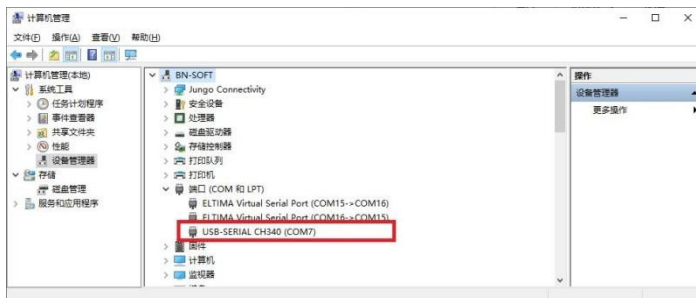 计算机管理
文件(F) 操作(A) 查看(V) 帮助(H)
计算机管理(本地)
系统工具
任务计划程序
事件查看器
共享文件夹
性能
设备管理器
存储
磁盘管理
服务和应用程序
BN-SOFT
Jungo Connectivity
安全设备
处理器
磁盘驱动器
存储控制器
打印队列
打印机
端口 (COM 和 LPT)
ELTIMA Virtual Serial Port (COM15->COM16)
ELTIMA Virtual Serial Port (COM16->COM15)
USB-SERIAL CH340 (COM7)
固件
计算机
监视器
操作
设备管理器
更多操作